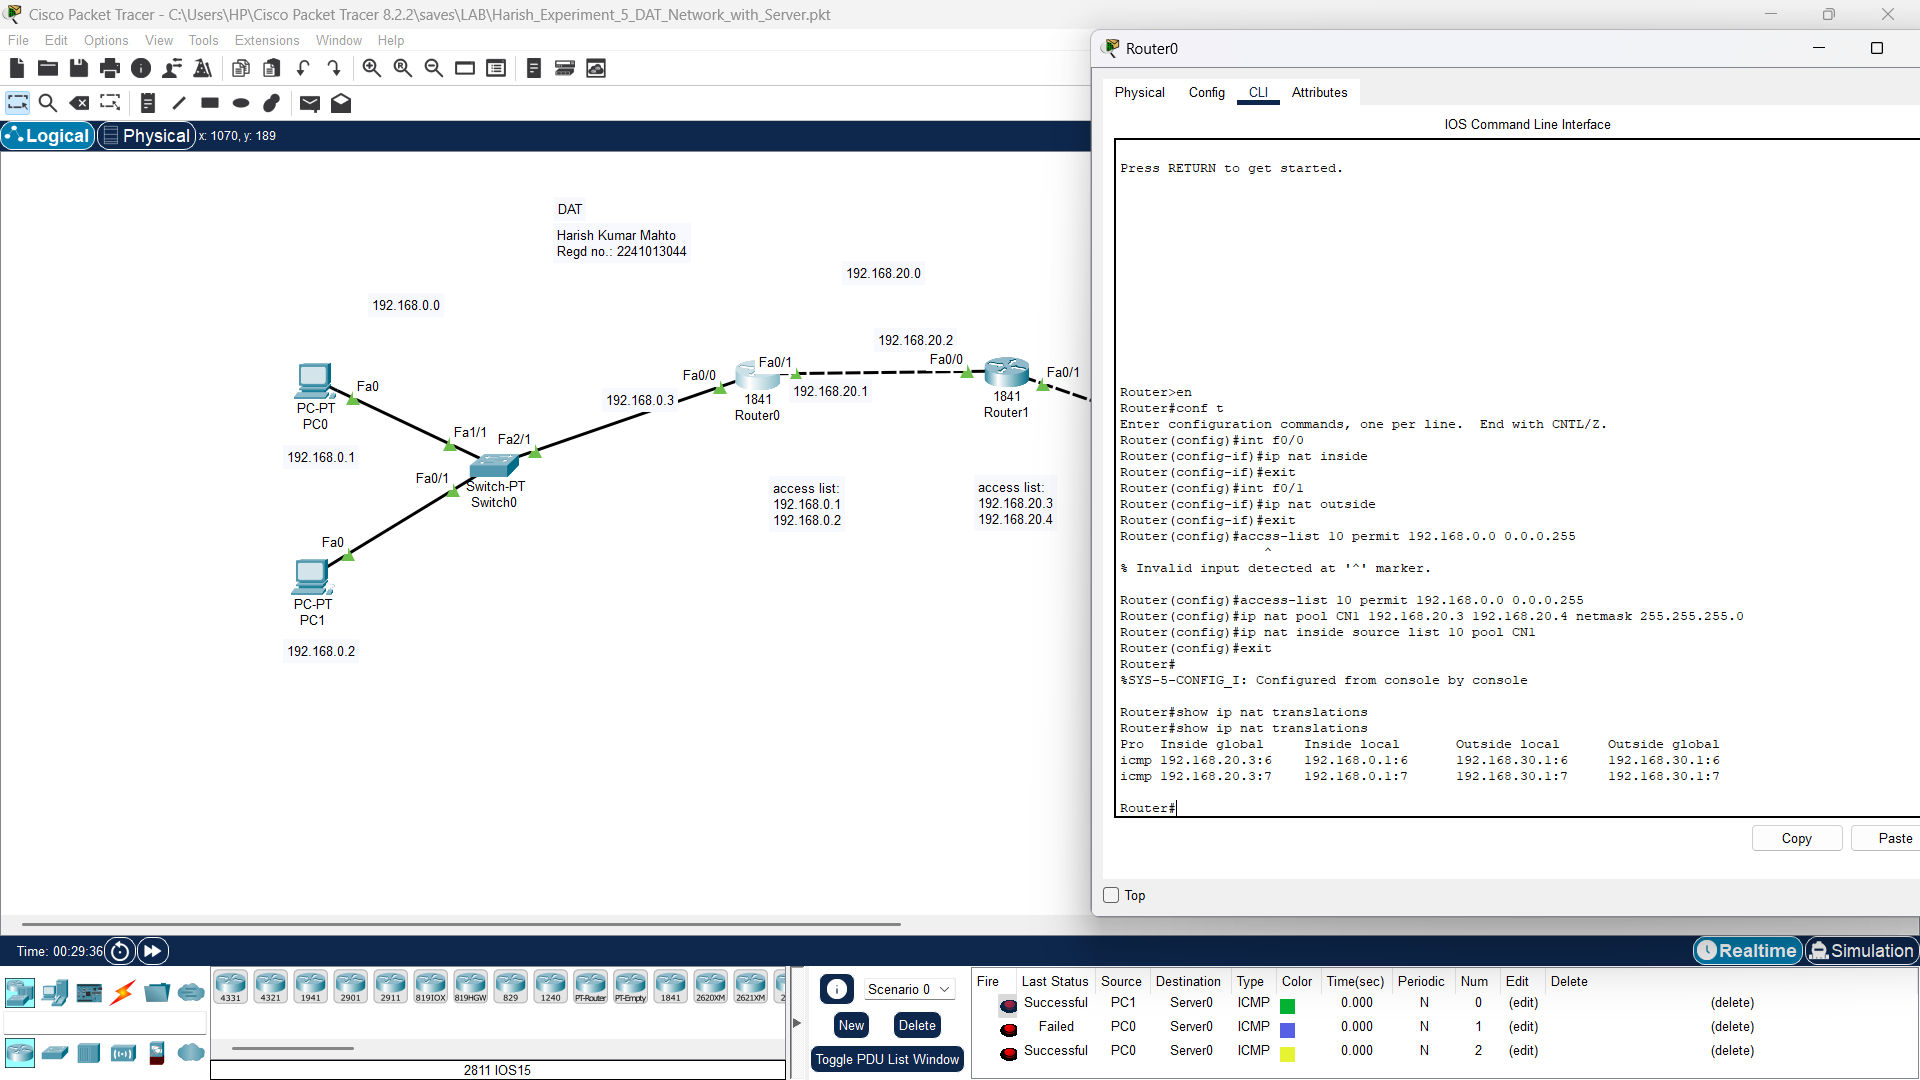 Cisco Packet Tracer - C:\Users\HP\Cisco Packet Tracer 8.2.2\saves\LAB\Harish_Experiment_5_DAT_Network_with_Server.pkt
File Edit Options View Tools Extensions Window Help
Logical Physical x: 1070, y: 189
DAT
Harish Kumar Mahto
Regd no.: 2241013044
192.168.20.0
192.168.0.0
192.168.20.2
Fa0/0
Fa0/1
Fa0/0
Fa0/1
192.168.20.1
192.168.0.3
1841
Router0
1841
Router1
Fa0
PC-PT
PC0
192.168.0.1
Fa1/1
Fa2/1
Fa0/1
Switch-PT
Switch0
Fa0
PC-PT
PC1
192.168.0.2
access list:
192.168.0.1
192.168.0.2
access list:
192.168.20.3
192.168.20.4
Router0
Physical Config CLI Attributes
IOS Command Line Interface
Press RETURN to get started.
Router>en
Router#conf t
Enter configuration commands, one per line.  End with CNTL/Z.
Router(config)#int f0/0
Router(config-if)#ip nat inside
Router(config-if)#exit
Router(config)#int f0/1
Router(config-if)#ip nat outside
Router(config-if)#exit
Router(config)#accss-list 10 permit 192.168.0.0 0.0.0.255
^
% Invalid input detected at '^' marker.
Router(config)#access-list 10 permit 192.168.0.0 0.0.0.255
Router(config)#ip nat pool CN1 192.168.20.3 192.168.20.4 netmask 255.255.255.0
Router(config)#ip nat inside source list 10 pool CN1
Router(config)#exit
Router#
%SYS-5-CONFIG_I: Configured from console by console
Router#show ip nat translations
Router#show ip nat translations
Pro  Inside global     Inside local       Outside local      Outside global
icmp 192.168.20.3:6    192.168.0.1:6      192.168.30.1:6     192.168.30.1:6
icmp 192.168.20.3:7    192.168.0.1:7      192.168.30.1:7     192.168.30.1:7
Router#
Copy Paste
Top
Time: 00:29:36
Realtime Simulation
4331 4321 1941 2901 2911 819IOX 819HGW 829 1240 PT-Router PT-Empty 1841 2620XM 2621XM 2
2811 IOS15
Scenario 0
New Delete
Toggle PDU List Window
Fire Last Status Source Destination Type Color Time(sec) Periodic Num Edit Delete
Successful PC1 Server0 ICMP 0.000 N 0 (edit) (delete)
Failed PC0 Server0 ICMP 0.000 N 1 (edit) (delete)
Successful PC0 Server0 ICMP 0.000 N 2 (edit) (delete)